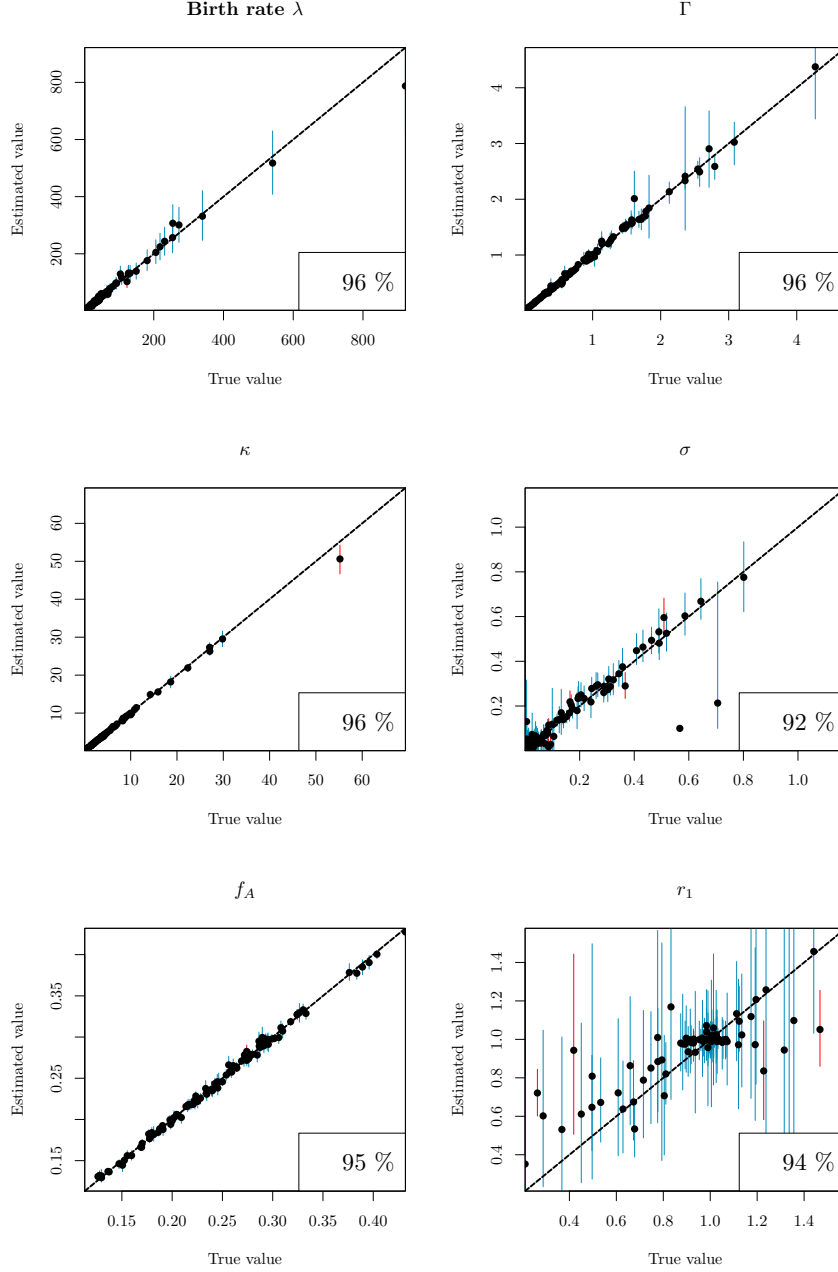 Birth rate λ
Estimated value
200 400 600 800
96 %
200 400 600 800
True value
Γ
Estimated value
1 2 3 4
96 %
1 2 3 4
True value
κ
Estimated value
10 20 30 40 50 60
96 %
10 20 30 40 50 60
True value
σ
Estimated value
0.2 0.4 0.6 0.8 1.0
92 %
0.2 0.4 0.6 0.8 1.0
True value
f_A
Estimated value
0.15 0.25 0.35
95 %
0.15 0.20 0.25 0.30 0.35 0.40
True value
r_1
Estimated value
0.4 0.6 0.8 1.0 1.2 1.4
94 %
0.4 0.6 0.8 1.0 1.2 1.4
True value